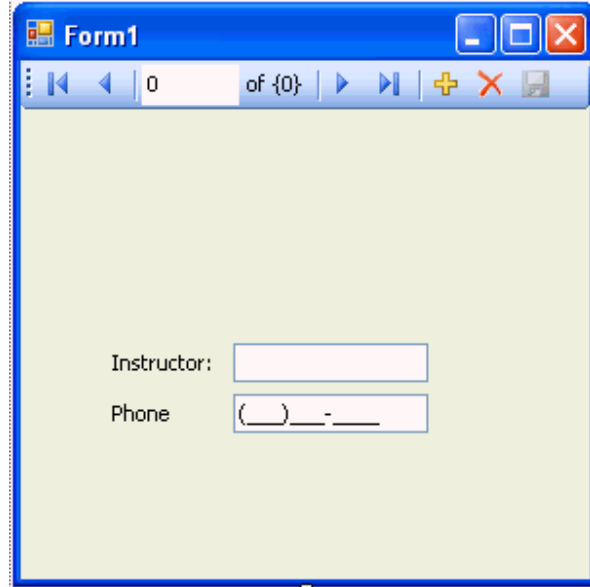 Form1
0 of {0}
Instructor:
Phone (___)___-____